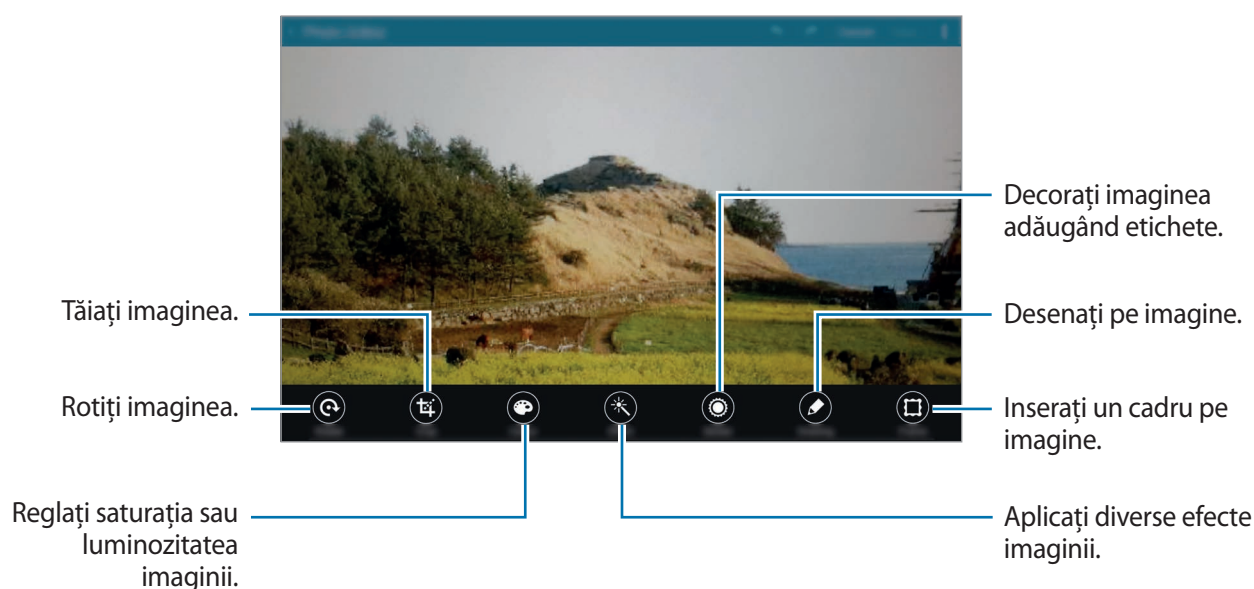 Decorați imaginea
adăugând etichete.
Tăiați imaginea.
Desenați pe imagine.
Rotiți imaginea.
Inserați un cadru pe
imagine.
Reglați saturația sau
luminozitatea
imaginii.
Aplicați diverse efecte
imaginii.